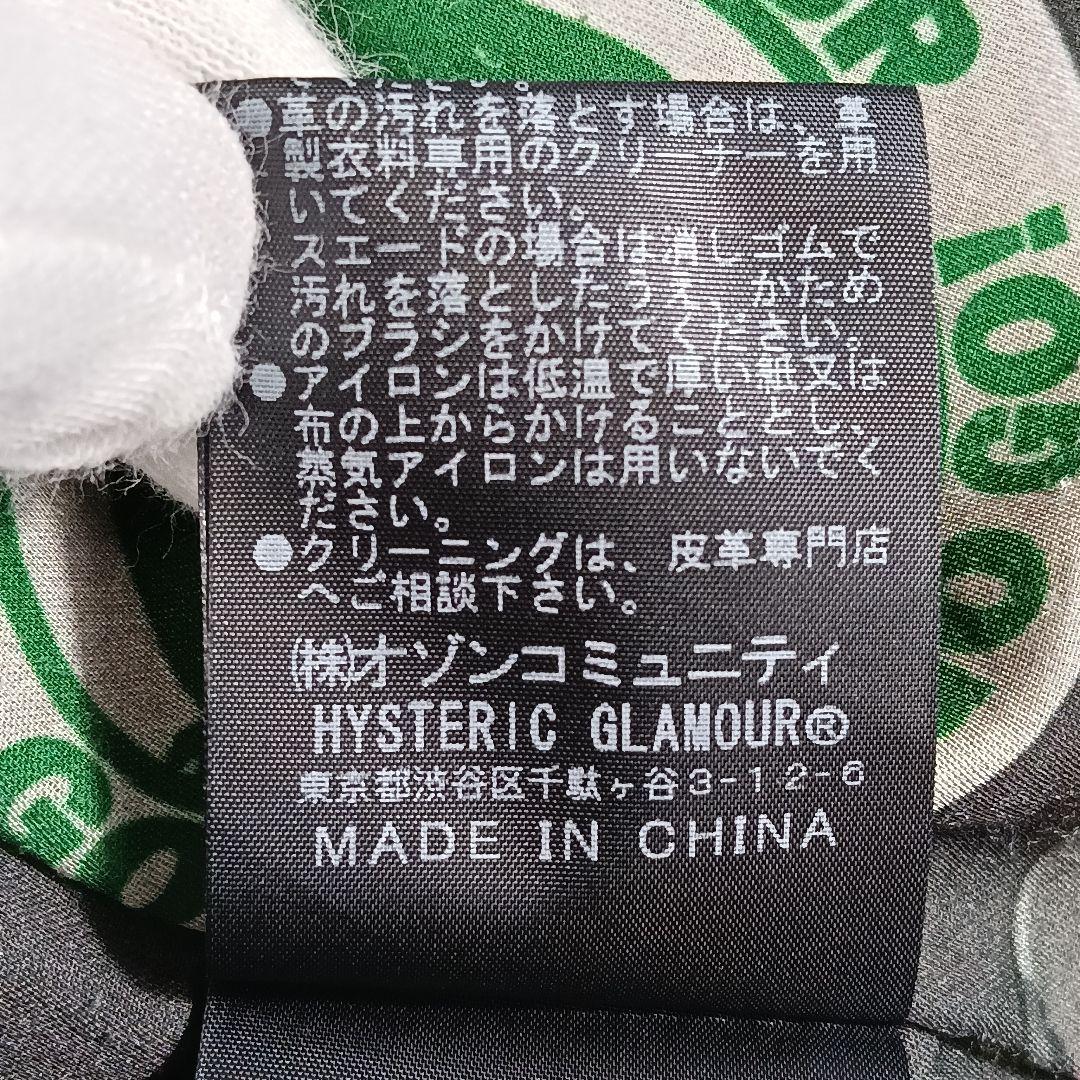 ●革の汚れを落とす場合は、革
製衣料専用のクリーナーを用
いてください。
スエードの場合は消しゴムで
汚れを落としたうえ、かため
のブラシをかけてください。
●アイロンは低温で厚い紙又は
布の上からかけることとし、
蒸気アイロンは用いないでく
ださい。
●クリーニングは、皮革専門店
へご相談下さい。
㈱オゾンコミュニティ
HYSTERIC GLAMOUR®
東京都渋谷区千駄ヶ谷3-12-6
MADE IN CHINA